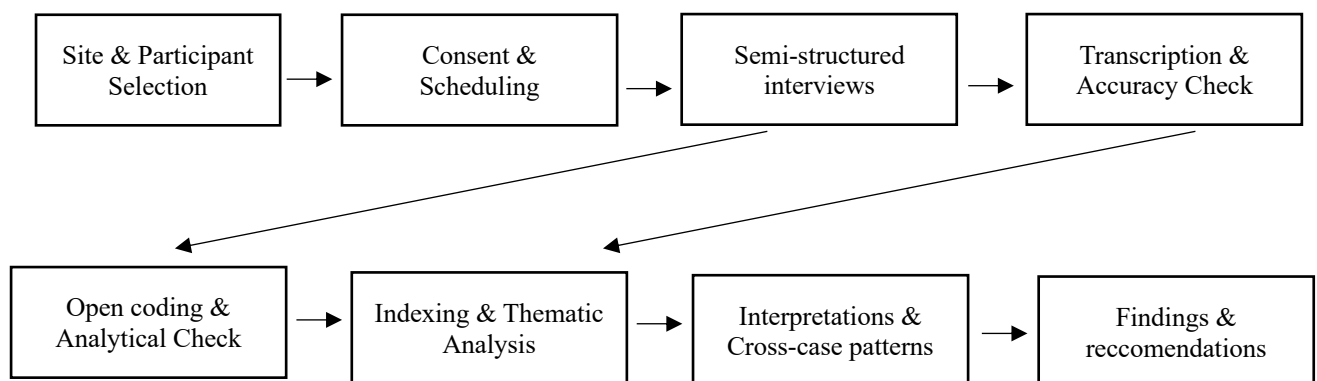 Site & Participant
Selection
Consent &
Scheduling
Semi-structured
interviews
Transcription &
Accuracy Check
Open coding &
Analytical Check
Indexing & Thematic
Analysis
Interpretations &
Cross-case patterns
Findings &
reccomendations